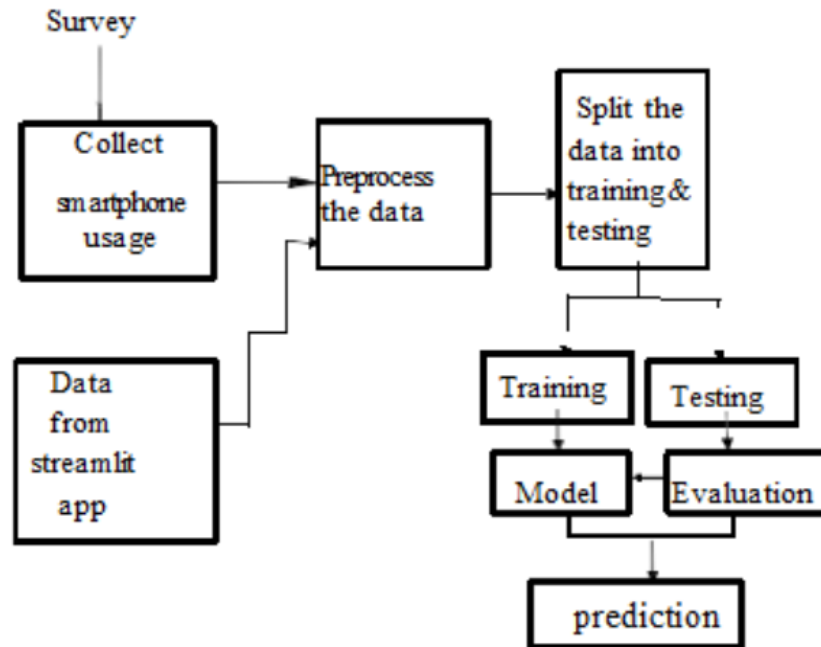 Survey
Collect
smartphone
usage
Preprocess
the data
Split the
data into
training &
testing
Data
from
streamlit
app
Training
Testing
Model
Evaluation
prediction